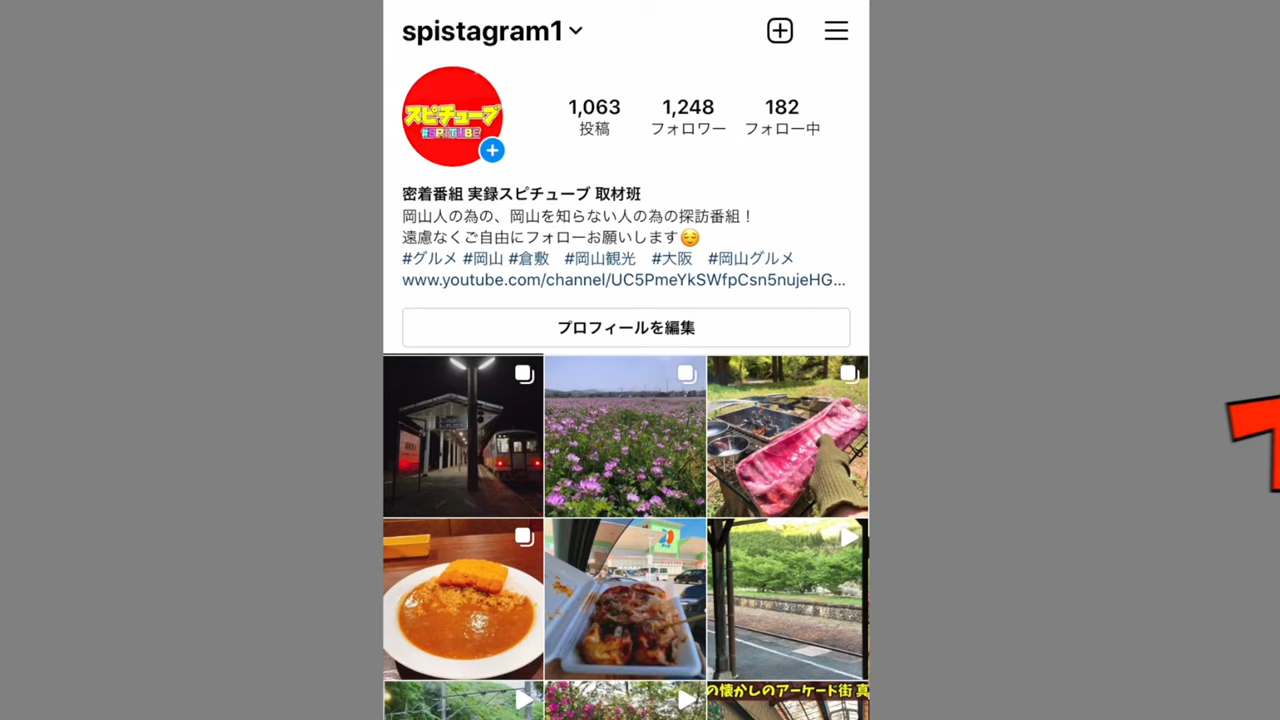 spistagram1
スピチューブ
#SPITUBE
1,063
投稿
1,248
フォロワー
182
フォロー中
密着番組 実録スピチューブ 取材班
岡山人の為の、岡山を知らない人の為の探訪番組！
遠慮なくご自由にフォローお願いします😌
#グルメ #岡山 #倉敷 #岡山観光 #大阪 #岡山グルメ
www.youtube.com/channel/UC5PmeYkSWfpCsn5nujeHG...
プロフィールを編集
の懐かしのアーケード街 真